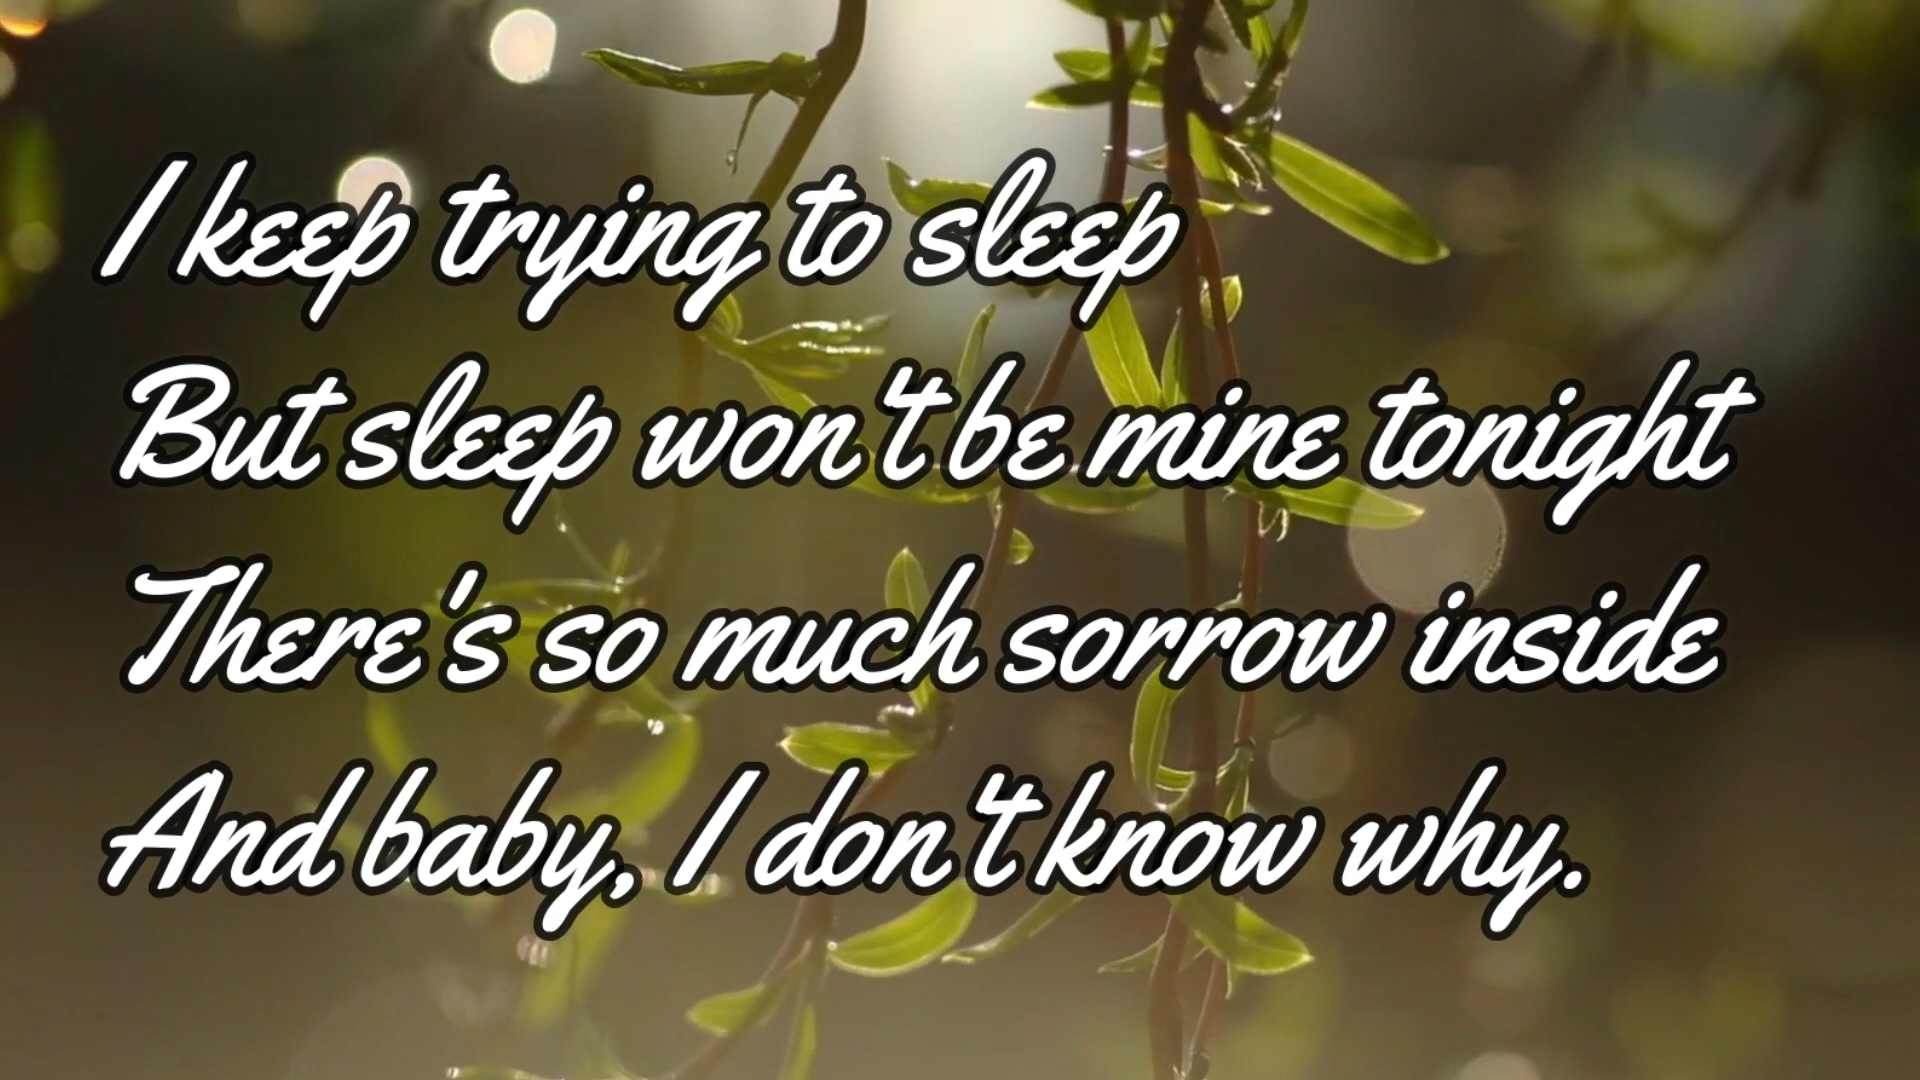 I keep trying to sleep
But sleep won't be mine tonight
There's so much sorrow inside
And baby, I don't know why.